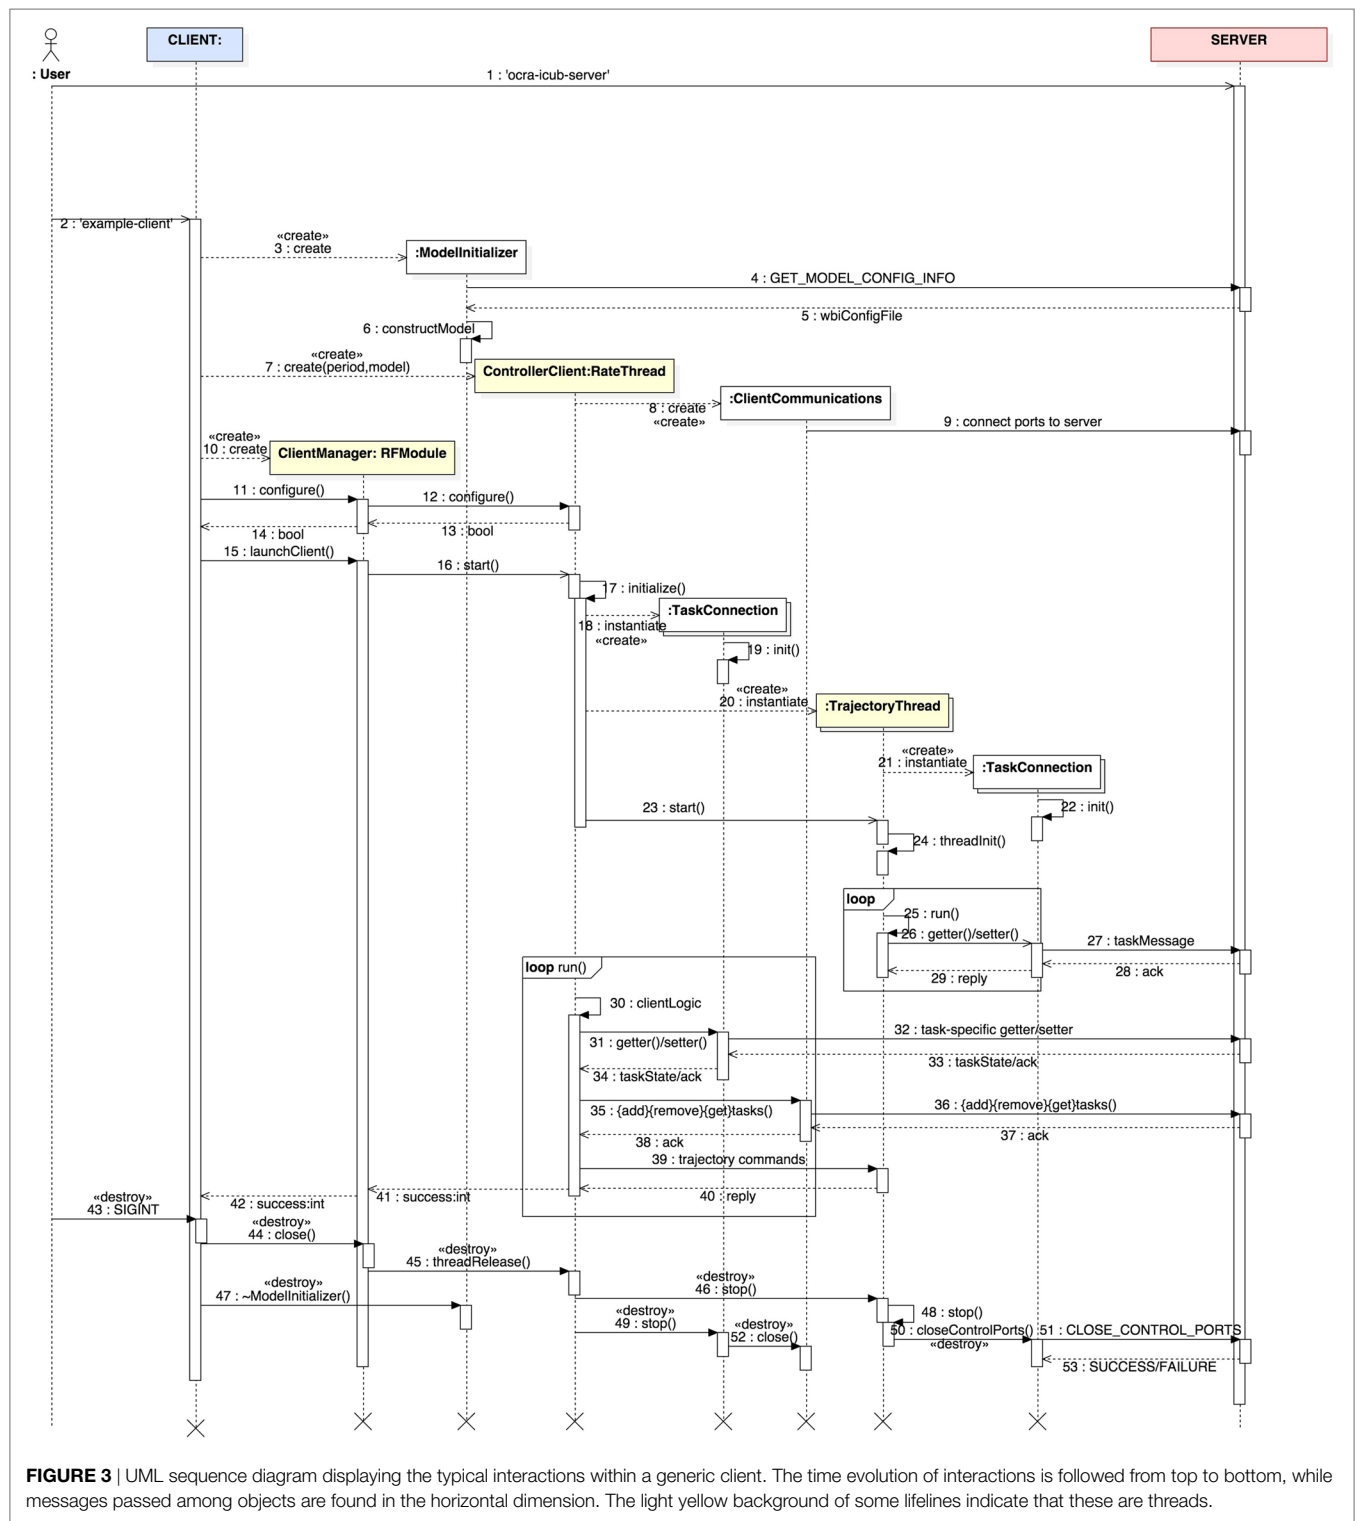 CLIENT:
SERVER
: User
1 : 'ocra-icub-server'
2 : 'example-client'
«create»
3 : create
:ModelInitializer
4 : GET_MODEL_CONFIG_INFO
5 : wbiConfigFile
6 : constructModel
«create»
7 : create(period,model)
ControllerClient:RateThread
:ClientCommunications
8 : create
«create»
9 : connect ports to server
«create»
10 : create
ClientManager: RFModule
11 : configure()
12 : configure()
13 : bool
14 : bool
15 : launchClient()
16 : start()
17 : initialize()
:TaskConnection
18 : instantiate
«create»
19 : init()
«create»
20 : instantiate
:TrajectoryThread
«create»
21 : instantiate
:TaskConnection
22 : init()
23 : start()
24 : threadInit()
loop
25 : run()
26 : getter()/setter()
27 : taskMessage
28 : ack
29 : reply
loop run()
30 : clientLogic
31 : getter()/setter()
32 : task-specific getter/setter
33 : taskState/ack
34 : taskState/ack
35 : {add}{remove}{get}tasks()
36 : {add}{remove}{get}tasks()
37 : ack
38 : ack
39 : trajectory commands
40 : reply
41 : success:int
42 : success:int
«destroy»
43 : SIGINT
«destroy»
44 : close()
«destroy»
45 : threadRelease()
«destroy»
46 : stop()
«destroy»
47 : ~ModelInitializer()
48 : stop()
«destroy»
49 : stop()
50 : closeControlPorts()
«destroy»
51 : CLOSE_CONTROL_PORTS
«destroy»
52 : close()
53 : SUCCESS/FAILURE
FIGURE 3 | UML sequence diagram displaying the typical interactions within a generic client. The time evolution of interactions is followed from top to bottom, while
messages passed among objects are found in the horizontal dimension. The light yellow background of some lifelines indicate that these are threads.